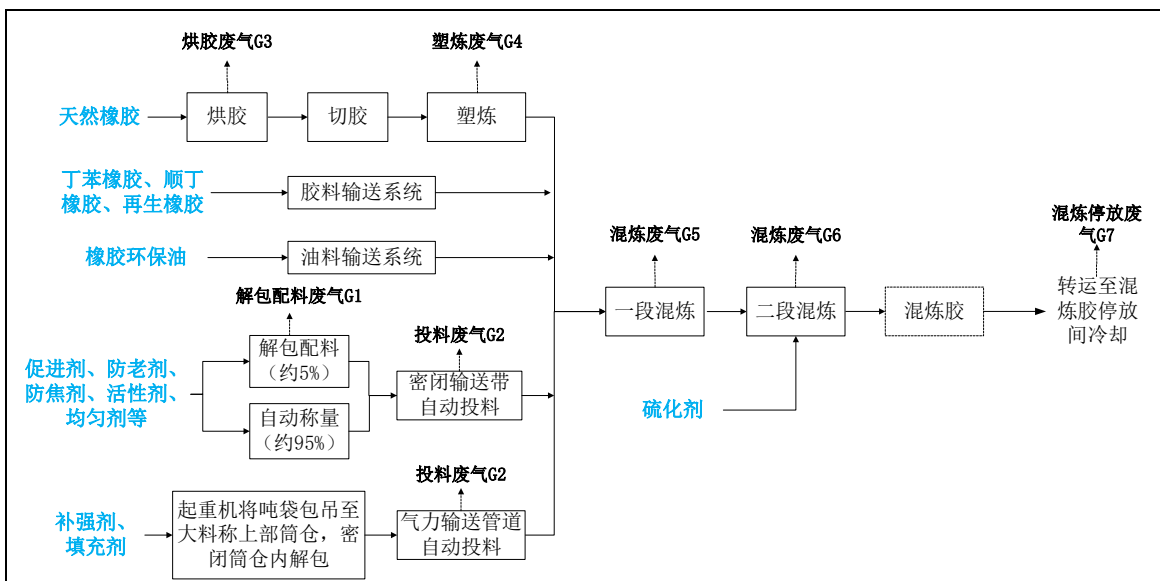 烘胶废气G3
塑炼废气G4
天然橡胶
烘胶
切胶
塑炼
丁苯橡胶、顺丁
橡胶、再生橡胶
胶料输送系统
橡胶环保油
油料输送系统
混炼废气G5
混炼废气G6
混炼停放废
气G7
一段混炼
二段混炼
混炼胶
转运至混
炼胶停放
间冷却
解包配料废气G1
投料废气G2
促进剂、防老剂、
防焦剂、活性剂、
均匀剂等
解包配料
(约5%)
自动称量
(约95%)
密闭输送带
自动投料
硫化剂
投料废气G2
补强剂、
填充剂
起重机将吨袋包吊至
大料称上部筒仓，密
闭筒仓内解包
气力输送管道
自动投料